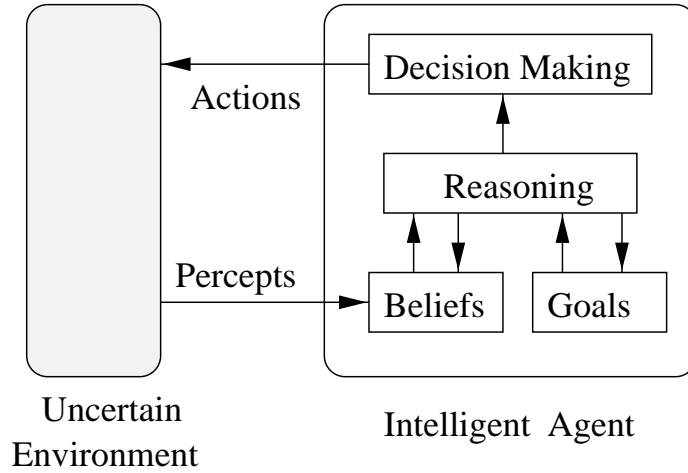 Decision Making
Actions
Reasoning
Percepts
Beliefs
Goals
Uncertain
Environment
Intelligent Agent